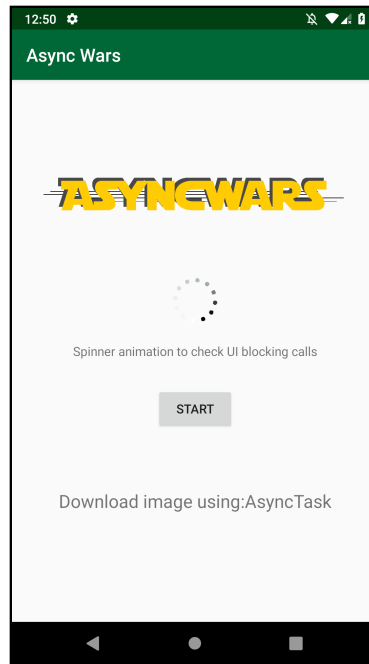 12:50
Async Wars
ASYNCWARS
Spinner animation to check UI blocking calls
START
Download image using:AsyncTask